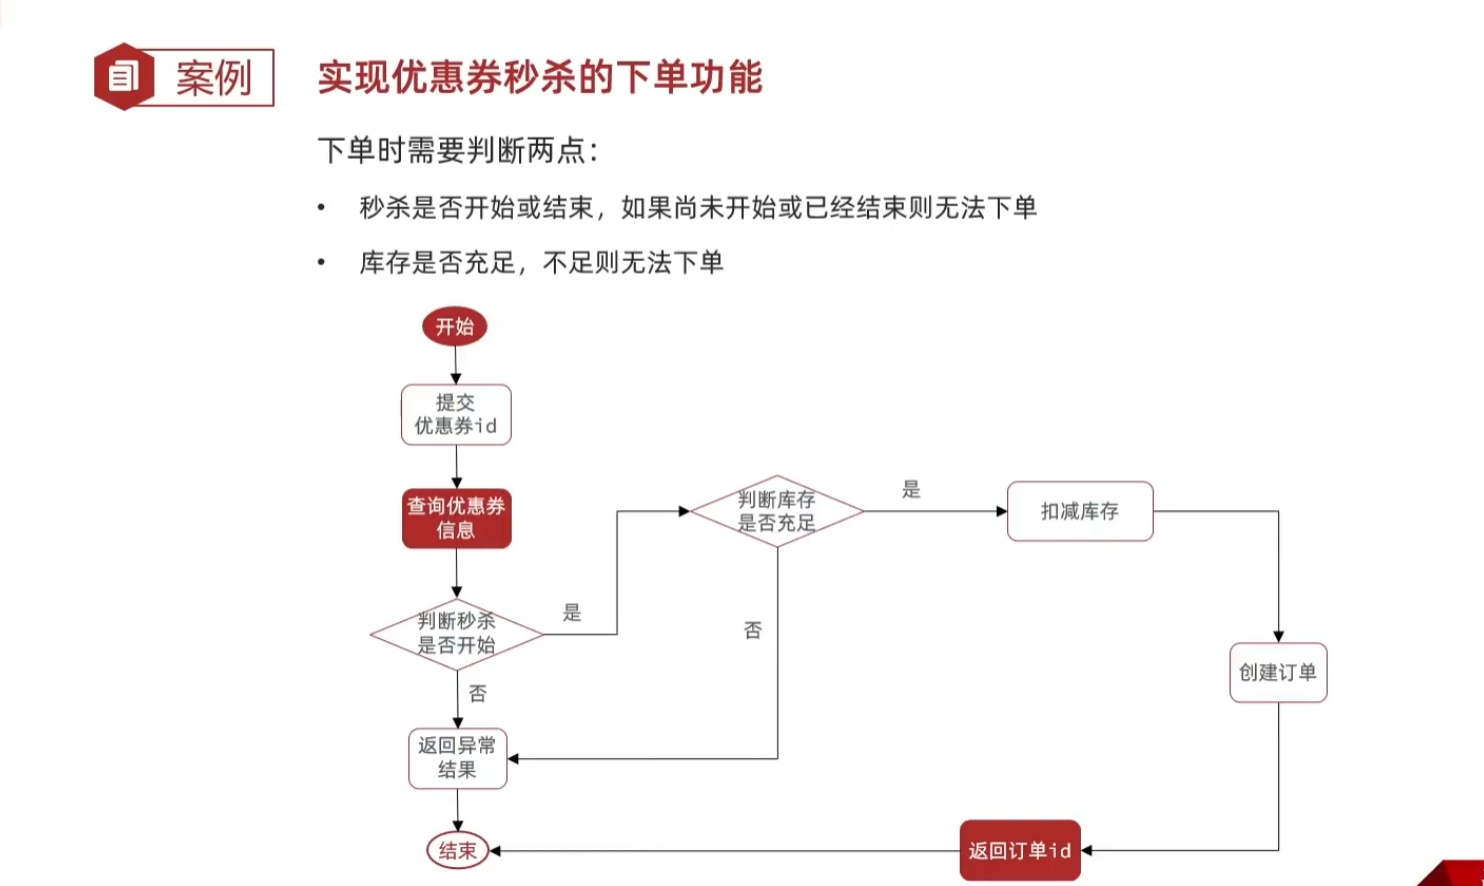 案例
实现优惠券秒杀的下单功能
下单时需要判断两点：
• 秒杀是否开始或结束，如果尚未开始或已经结束则无法下单
• 库存是否充足，不足则无法下单
开始
提交
优惠券id
查询优惠券
信息
判断秒杀
是否开始
是
否
返回异常
结果
结束
判断库存
是否充足
是
否
扣减库存
创建订单
返回订单id